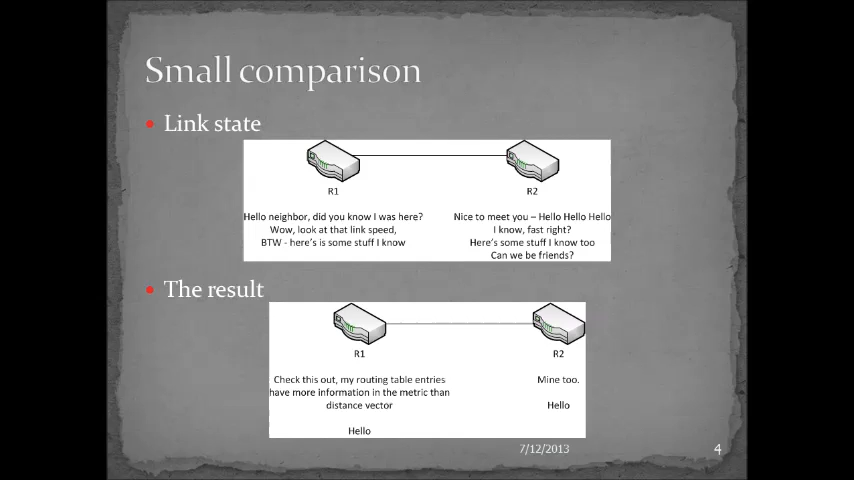 Small comparison
Link state
R1
R2
Hello neighbor, did you know I was here?
Wow, look at that link speed,
BTW - here's is some stuff I know
Nice to meet you – Hello Hello Hello
I know, fast right?
Here's some stuff I know too
Can we be friends?
The result
R1
R2
Check this out, my routing table entries
have more information in the metric than
distance vector
Hello
Mine too.
Hello
7/12/2013
4